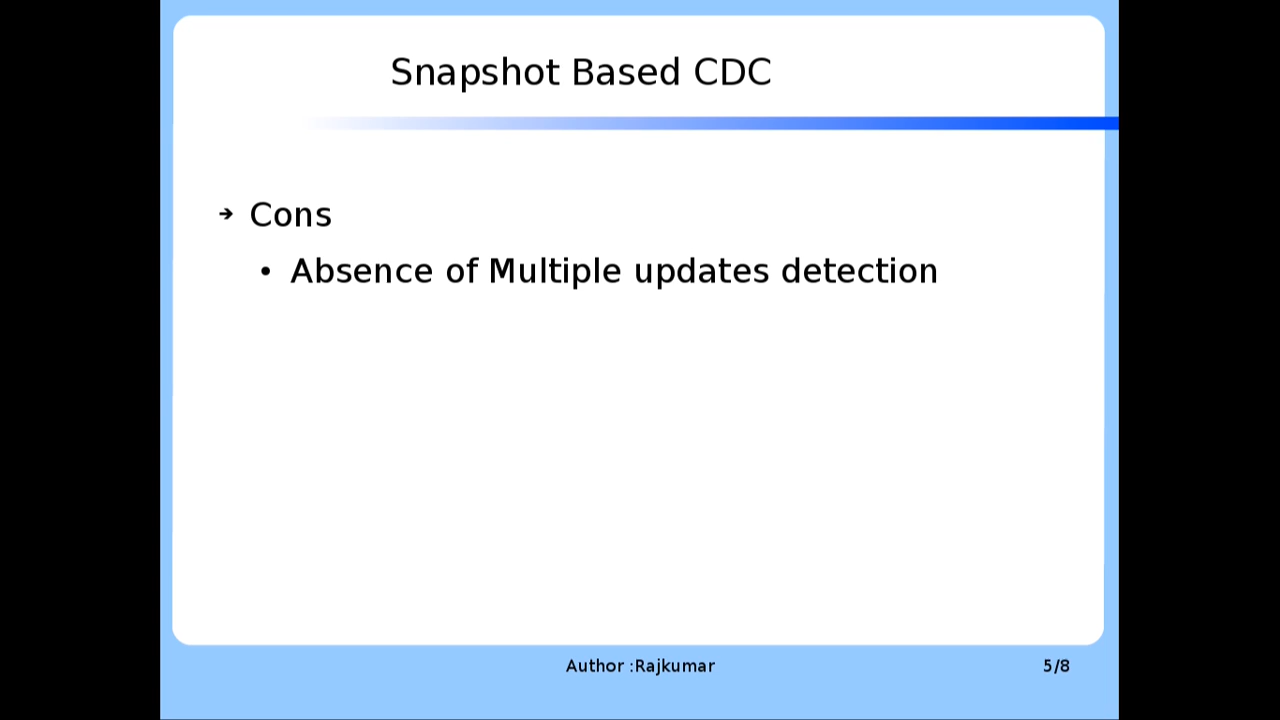 Snapshot Based CDC
➔ Cons
• Absence of Multiple updates detection
Author :Rajkumar
5/8